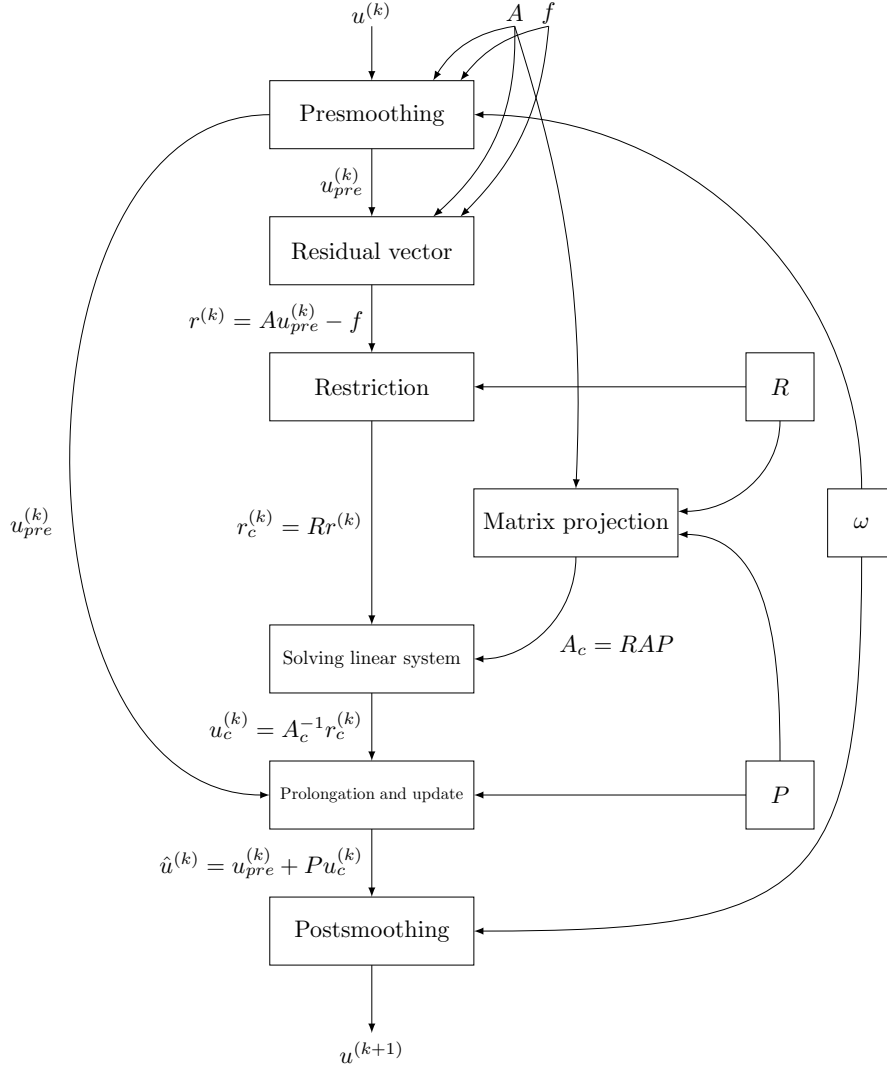 u^{(k)}
A f
Presmoothing
u_{pre}^{(k)}
Residual vector
r^{(k)} = Au_{pre}^{(k)} − f
Restriction
R
u_{pre}^{(k)}
r_c^{(k)} = Rr^{(k)}
Matrix projection
ω
Solving linear system
A_c = RAP
u_c^{(k)} = A_c^{−1}r_c^{(k)}
Prolongation and update
P
û^{(k)} = u_{pre}^{(k)} + Pu_c^{(k)}
Postsmoothing
u^{(k+1)}